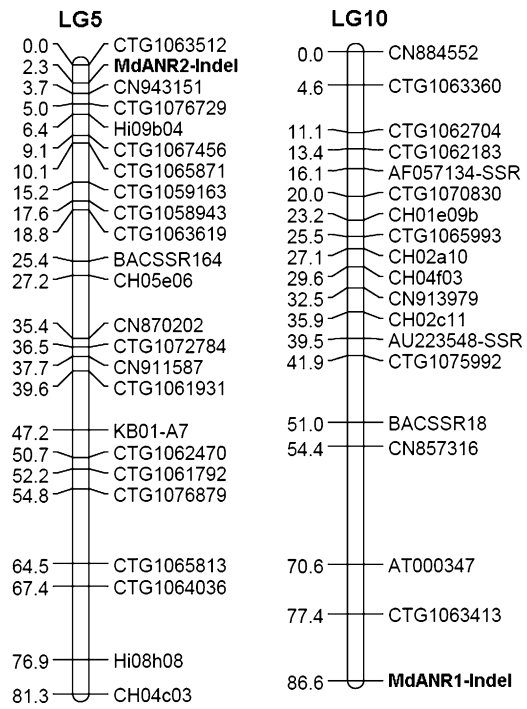 LG5
0.0 CTG1063512
2.3 MdANR2-Indel
3.7 CN943151
5.0 CTG1076729
6.4 Hi09b04
9.1 CTG1067456
10.1 CTG1065871
15.2 CTG1059163
17.6 CTG1058943
18.8 CTG1063619
25.4 BACSSR164
27.2 CH05e06
35.4 CN870202
36.5 CTG1072784
37.7 CN911587
39.6 CTG1061931
47.2 KB01-A7
50.7 CTG1062470
52.2 CTG1061792
54.8 CTG1076879
64.5 CTG1065813
67.4 CTG1064036
76.9 Hi08h08
81.3 CH04c03
LG10
0.0 CN884552
4.6 CTG1063360
11.1 CTG1062704
13.4 CTG1062183
16.1 AF057134-SSR
20.0 CTG1070830
23.2 CH01e09b
25.5 CTG1065993
27.1 CH02a10
29.6 CH04f03
32.5 CN913979
35.9 CH02c11
39.5 AU223548-SSR
41.9 CTG1075992
51.0 BACSSR18
54.4 CN857316
70.6 AT000347
77.4 CTG1063413
86.6 MdANR1-Indel